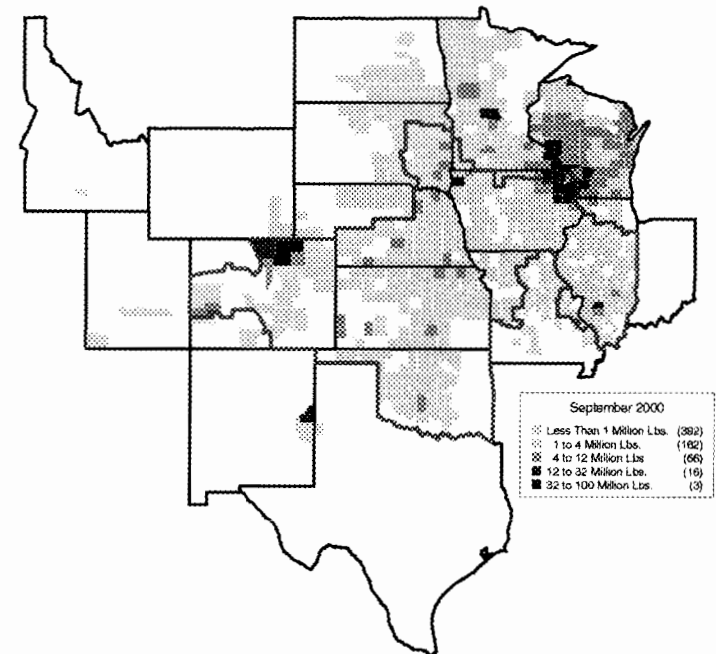 September 2000
Less Than 1 Million Lbs. (382)
1 to 4 Million Lbs. (162)
4 to 12 Million Lbs (66)
12 to 32 Million Lbs. (16)
32 to 100 Million Lbs. (3)